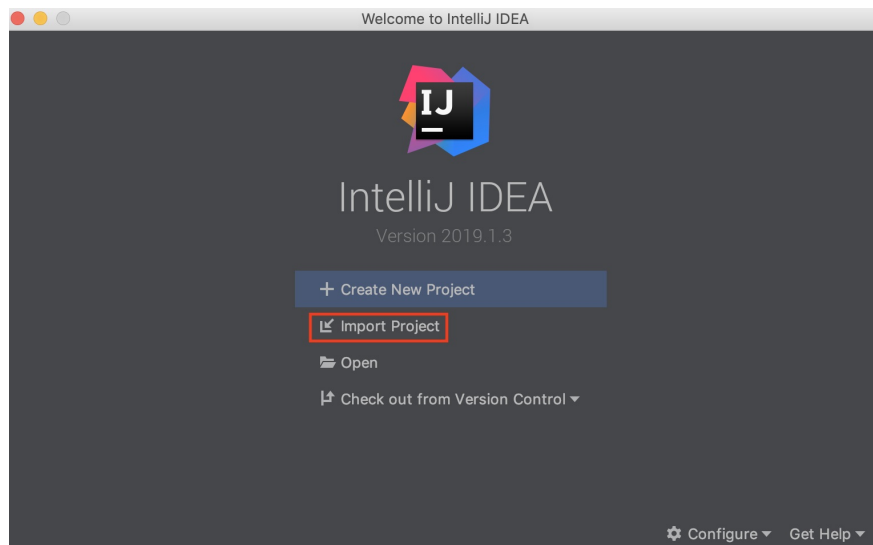 Welcome to IntelliJ IDEA
IJ
IntelliJ IDEA
Version 2019.1.3
Create New Project
Import Project
Open
Check out from Version Control
Configure Get Help